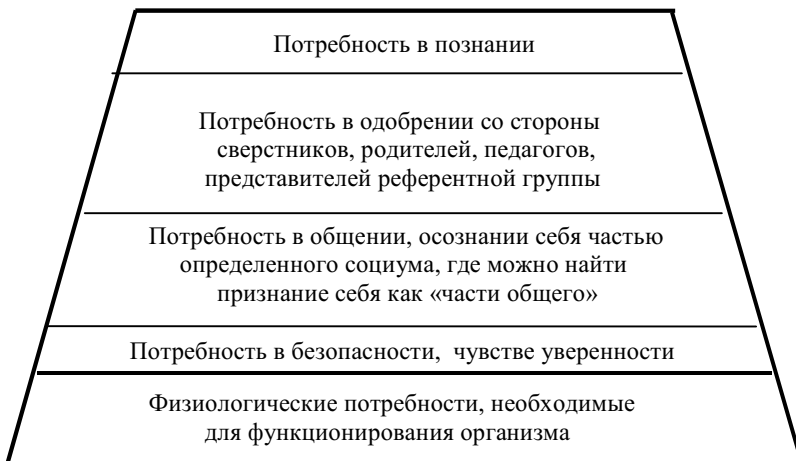 Потребность в познании
Потребность в одобрении со стороны
сверстников, родителей, педагогов,
представителей референтной группы
Потребность в общении, осознании себя частью
определенного социума, где можно найти
признание себя как «части общего»
Потребность в безопасности, чувстве уверенности
Физиологические потребности, необходимые
для функционирования организма